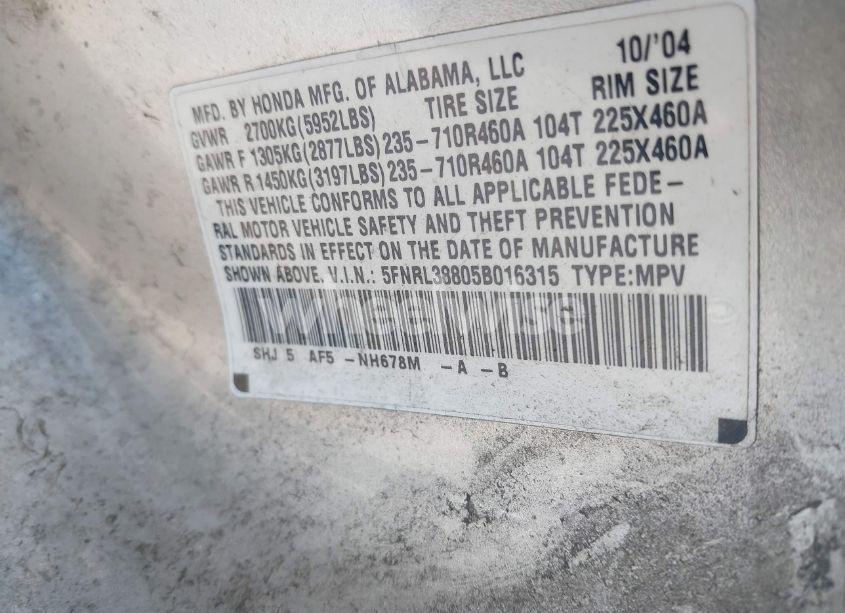 10/'04
MFD. BY HONDA MFG. OF ALABAMA, LLC
GVWR 2700KG(5952LBS) TIRE SIZE RIM SIZE
GAWR F 1305KG(2877LBS) 235-710R460A 104T 225X460A
GAWR R 1450KG(3197LBS) 235-710R460A 104T 225X460A
THIS VEHICLE CONFORMS TO ALL APPLICABLE FEDE-
RAL MOTOR VEHICLE SAFETY AND THEFT PREVENTION
STANDARDS IN EFFECT ON THE DATE OF MANUFACTURE
SHOWN ABOVE. V.I.N.: 5FNRL38805B016315 TYPE:MPV
wheelwise
SHJ 5 AF5 -NH678M -A -B